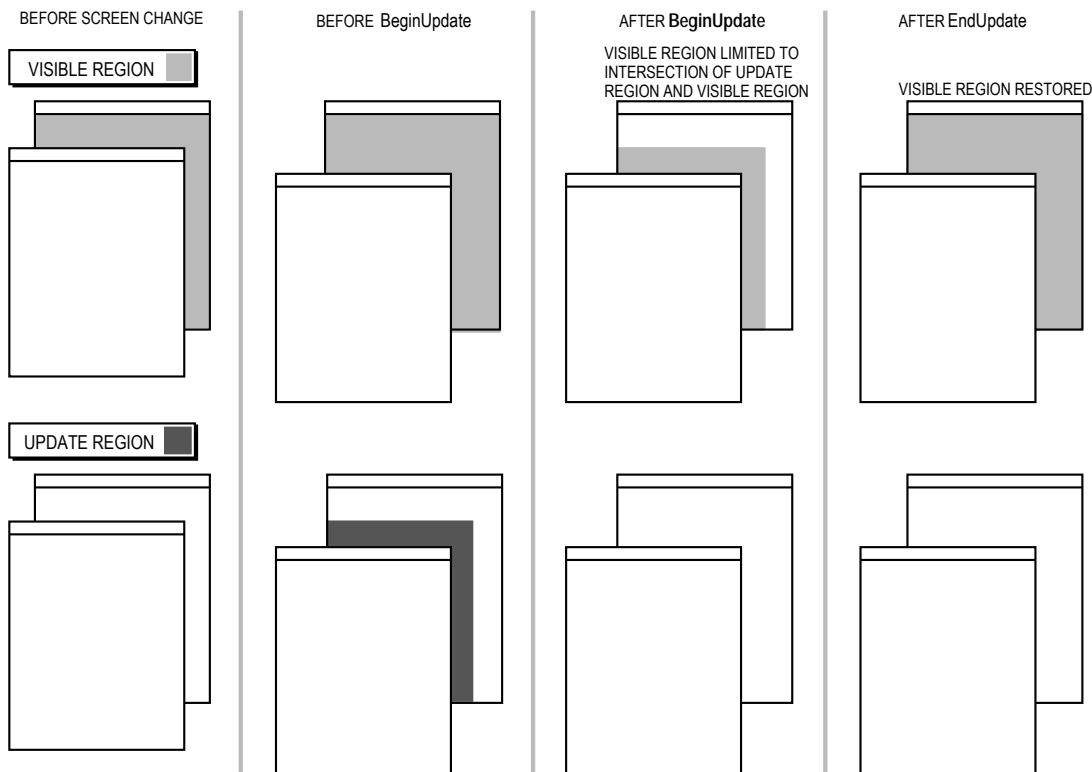 BEFORE SCREEN CHANGE
BEFORE BeginUpdate
AFTER BeginUpdate
AFTER EndUpdate
VISIBLE REGION
VISIBLE REGION LIMITED TO
INTERSECTION OF UPDATE
REGION AND VISIBLE REGION
VISIBLE REGION RESTORED
UPDATE REGION